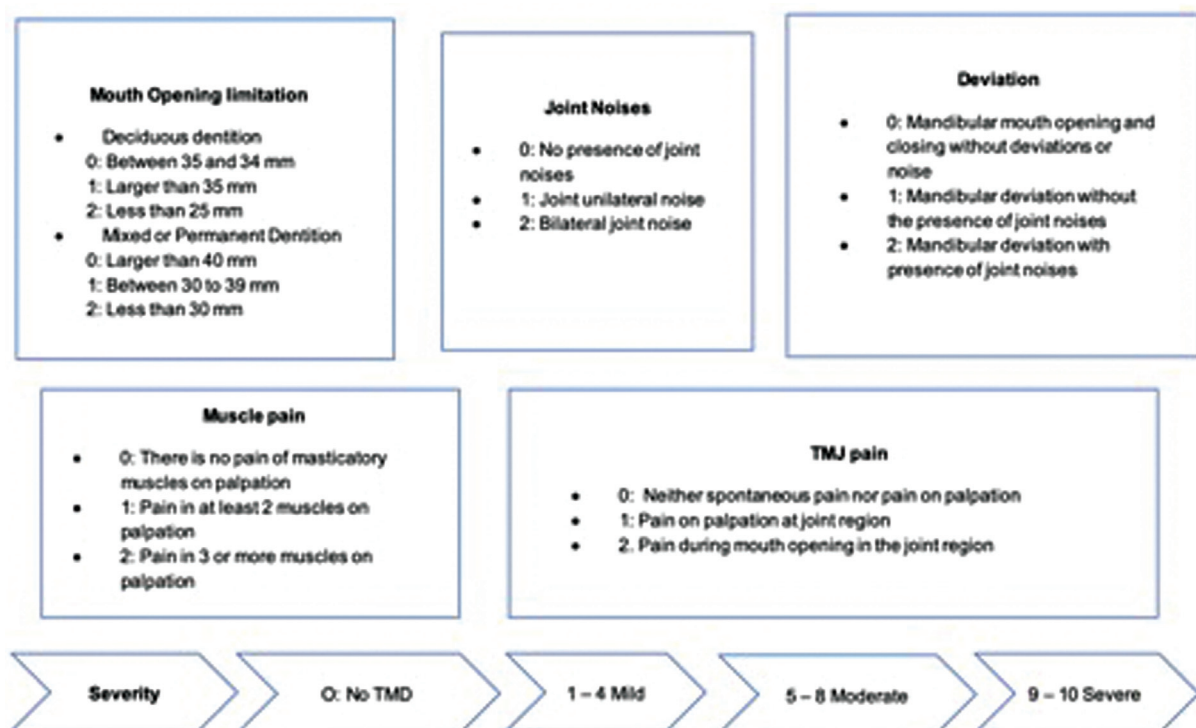 Mouth Opening limitation
• Deciduous dentition
0: Between 35 and 34 mm
1: Larger than 35 mm
2: Less than 25 mm
• Mixed or Permanent Dentition
0: Larger than 40 mm
1: Between 30 to 39 mm
2: Less than 30 mm
Joint Noises
• 0: No presence of joint
noises
• 1: Joint unilateral noise
• 2: Bilateral joint noise
Deviation
• 0: Mandibular mouth opening and
closing without deviations or
noise
• 1: Mandibular deviation without
the presence of joint noises
• 2: Mandibular deviation with
presence of joint noises
Muscle pain
• 0: There is no pain of masticatory
muscles on palpation
• 1: Pain in at least 2 muscles on
palpation
• 2: Pain in 3 or more muscles on
palpation
TMJ pain
• 0: Neither spontaneous pain nor pain on palpation
• 1: Pain on palpation at joint region
• 2. Pain during mouth opening in the joint region
Severity
O: No TMD
1 – 4 Mild
5 – 8 Moderate
9 – 10 Severe